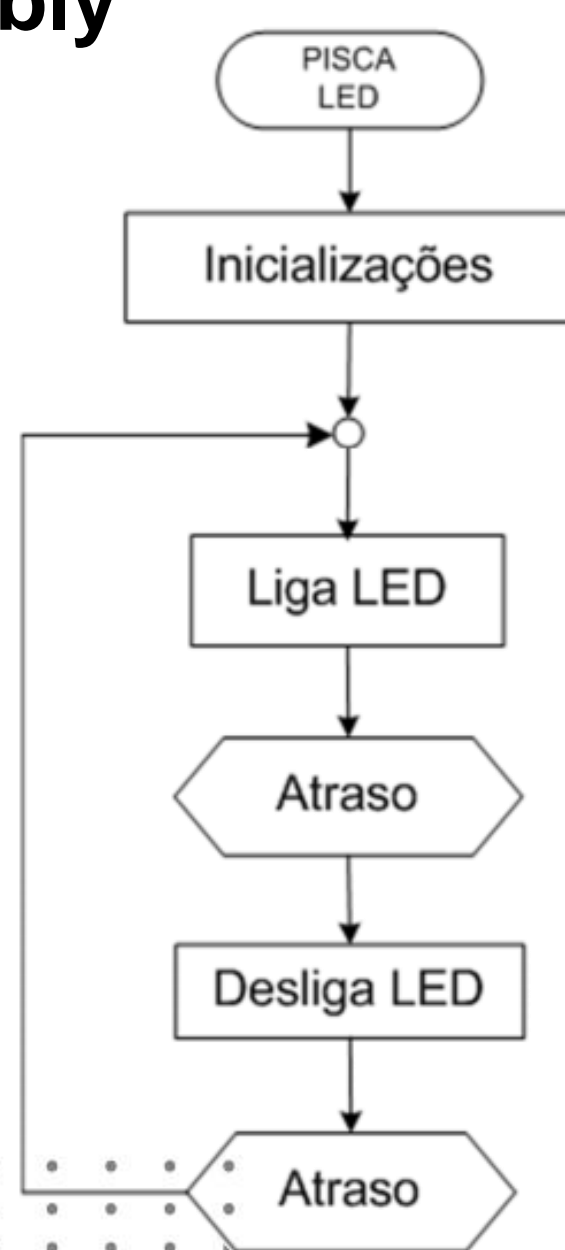 bly
PISCA
LED
Inicializações
Liga LED
Atraso
Desliga LED
Atraso